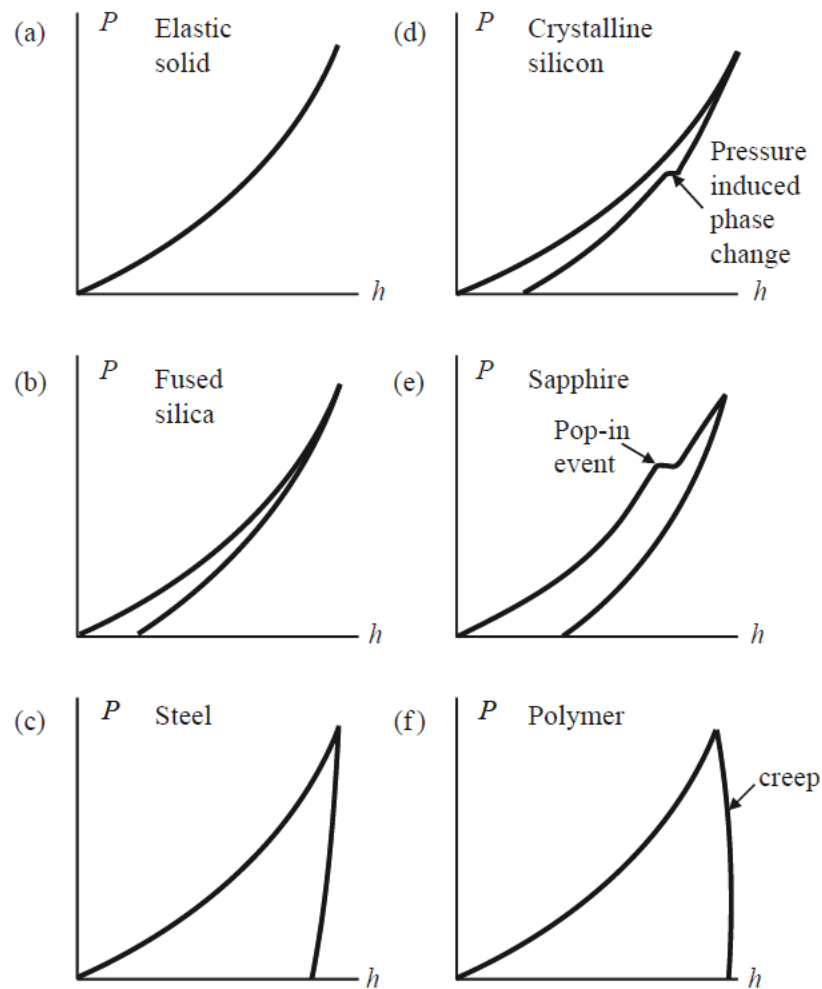 (a) P Elastic
solid
h
(d) P Crystalline
silicon
Pressure
induced
phase
change
h
(b) P Fused
silica
h
(e) P Sapphire
Pop-in
event
h
(c) P Steel
h
(f) P Polymer
creep
h